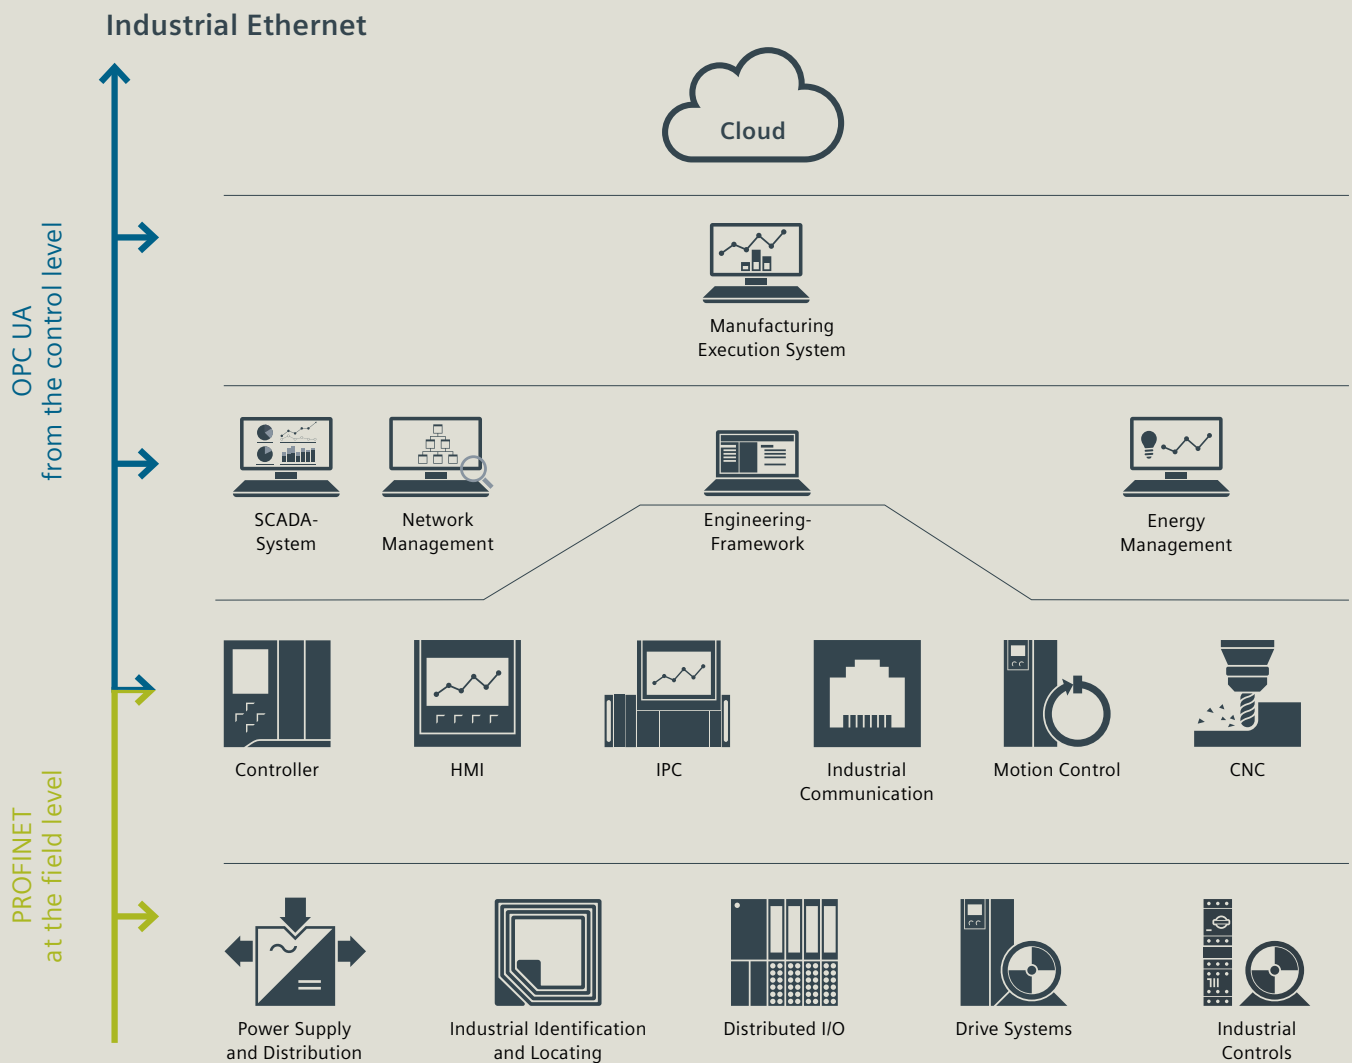 Industrial Ethernet
Cloud
OPC UA
from the control level
Manufacturing
Execution System
SCADA-
System
Network
Management
Engineering-
Framework
Energy
Management
Controller
HMI
IPC
Industrial
Communication
Motion Control
CNC
PROFINET
at the field level
Power Supply
and Distribution
Industrial Identification
and Locating
Distributed I/O
Drive Systems
Industrial
Controls